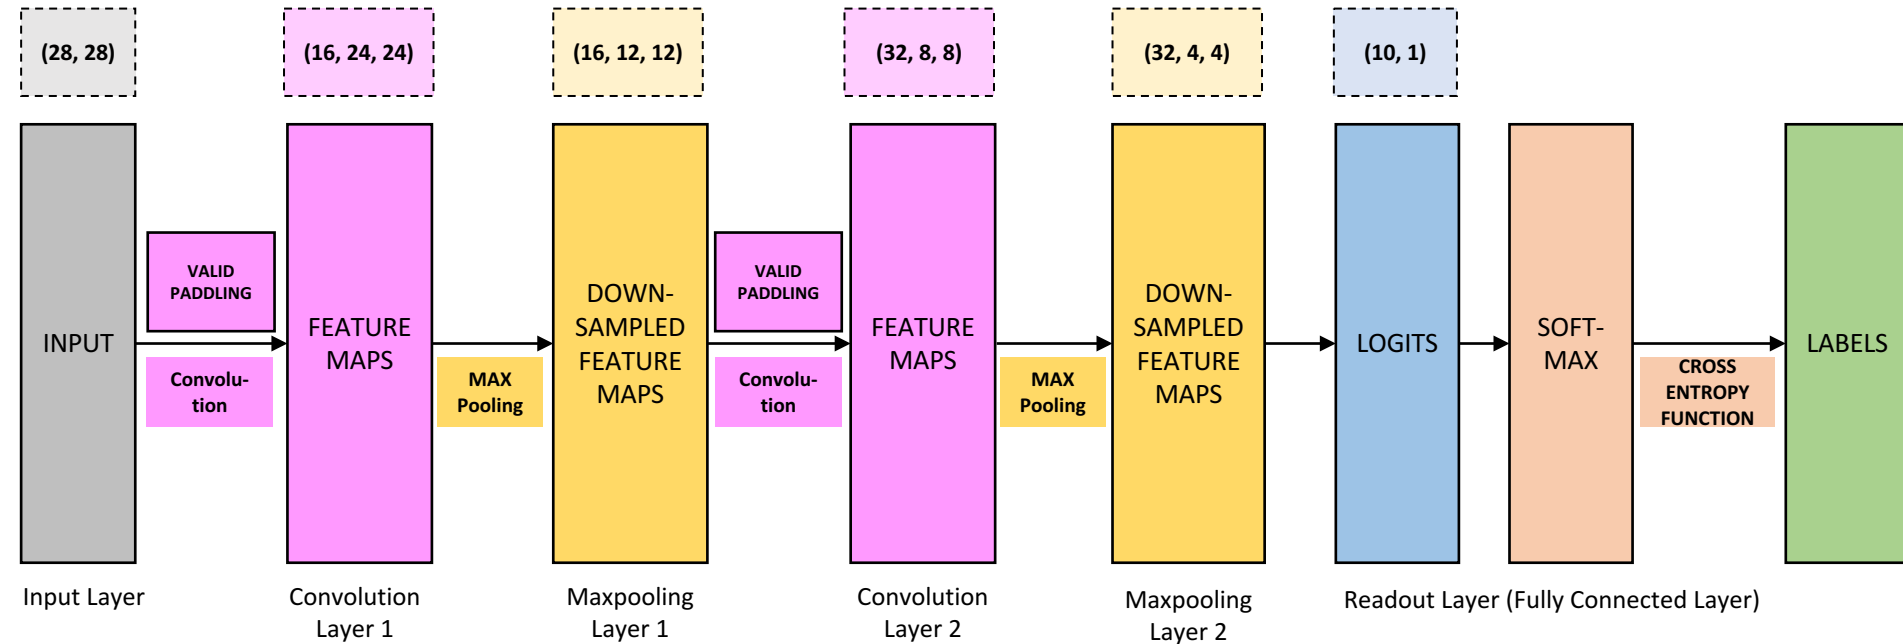 (28, 28)
(16, 24, 24)
(16, 12, 12)
(32, 8, 8)
(32, 4, 4)
(10, 1)
INPUT
VALID
PADDLING
Convolu-
tion
FEATURE
MAPS
MAX
Pooling
DOWN-
SAMPLED
FEATURE
MAPS
VALID
PADDLING
Convolu-
tion
FEATURE
MAPS
MAX
Pooling
DOWN-
SAMPLED
FEATURE
MAPS
LOGITS
SOFT-
MAX
CROSS
ENTROPY
FUNCTION
LABELS
Input Layer
Convolution
Layer 1
Maxpooling
Layer 1
Convolution
Layer 2
Maxpooling
Layer 2
Readout Layer (Fully Connected Layer)